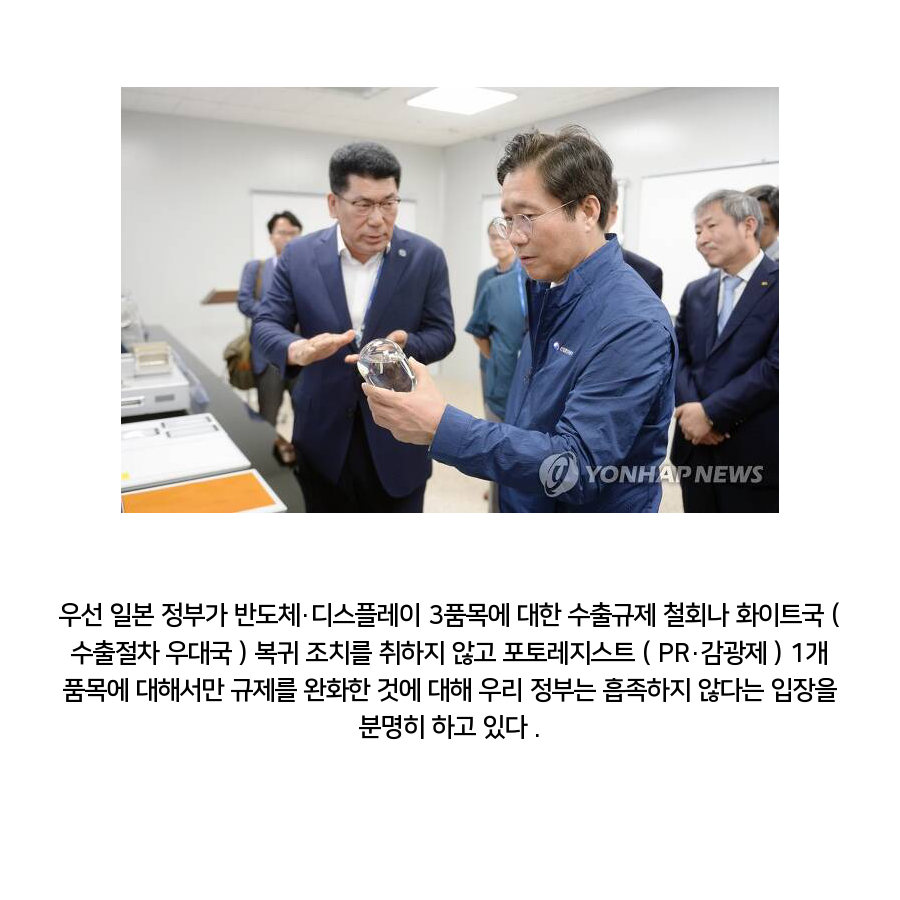 YONHAP NEWS
우선 일본 정부가 반도체·디스플레이 3품목에 대한 수출규제 철회나 화이트국 (
수출절차 우대국 ) 복귀 조치를 취하지 않고 포토레지스트 ( PR·감광제 ) 1개
품목에 대해서만 규제를 완화한 것에 대해 우리 정부는 흡족하지 않다는 입장을
분명히 하고 있다 .